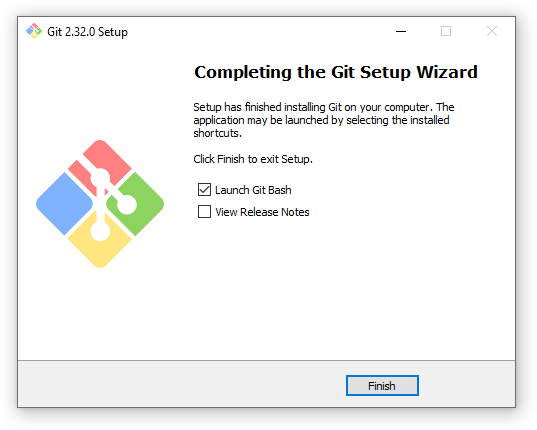 Git 2.32.0 Setup
Completing the Git Setup Wizard
Setup has finished installing Git on your computer. The
application may be launched by selecting the installed
shortcuts.
Click Finish to exit Setup.
Launch Git Bash
View Release Notes
Finish